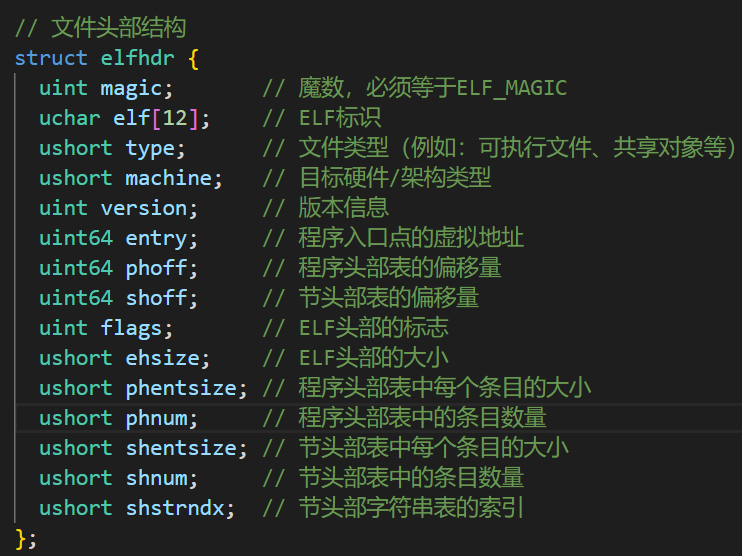 // 文件头部结构
struct elfhdr {
  uint magic;       // 魔数，必须等于ELF_MAGIC
  uchar elf[12];    // ELF标识
  ushort type;      // 文件类型（例如：可执行文件、共享对象等）
  ushort machine;   // 目标硬件/架构类型
  uint version;     // 版本信息
  uint64 entry;     // 程序入口点的虚拟地址
  uint64 phoff;     // 程序头部表的偏移量
  uint64 shoff;     // 节头部表的偏移量
  uint flags;       // ELF头部的标志
  ushort ehsize;    // ELF头部的大小
  ushort phentsize; // 程序头部表中每个条目的大小
  ushort phnum;     // 程序头部表中的条目数量
  ushort shentsize; // 节头部表中每个条目的大小
  ushort shnum;     // 节头部表中的条目数量
  ushort shstrndx;  // 节头部字符串表的索引
};